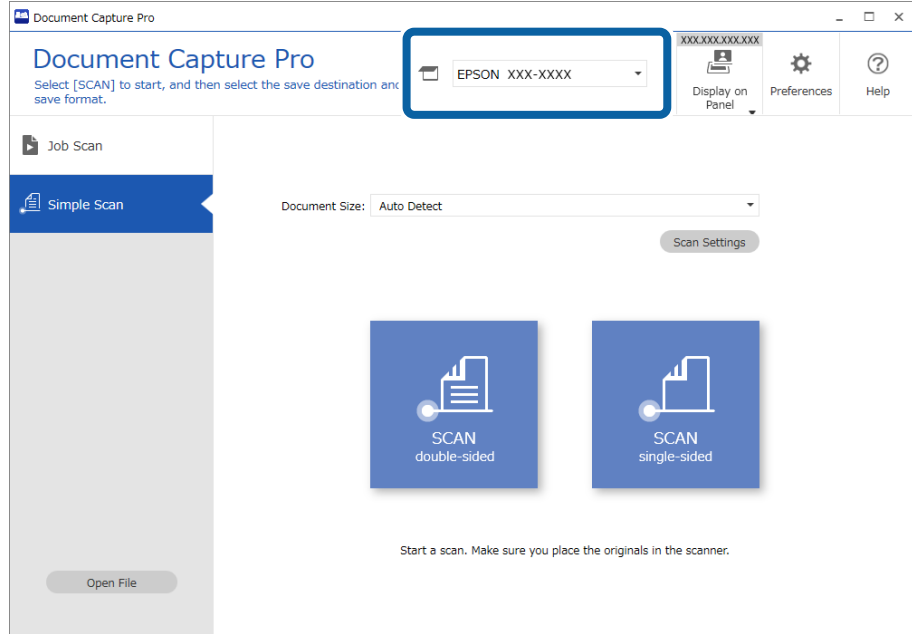 Document Capture Pro
Document Capture Pro
Select [SCAN] to start, and then select the save destination and
save format.
EPSON XXX-XXXX
XXX.XXX.XXX.XXX
Display on
Panel
Preferences
Help
Job Scan
Simple Scan
Document Size: Auto Detect
Scan Settings
SCAN
double-sided
SCAN
single-sided
Start a scan. Make sure you place the originals in the scanner.
Open File